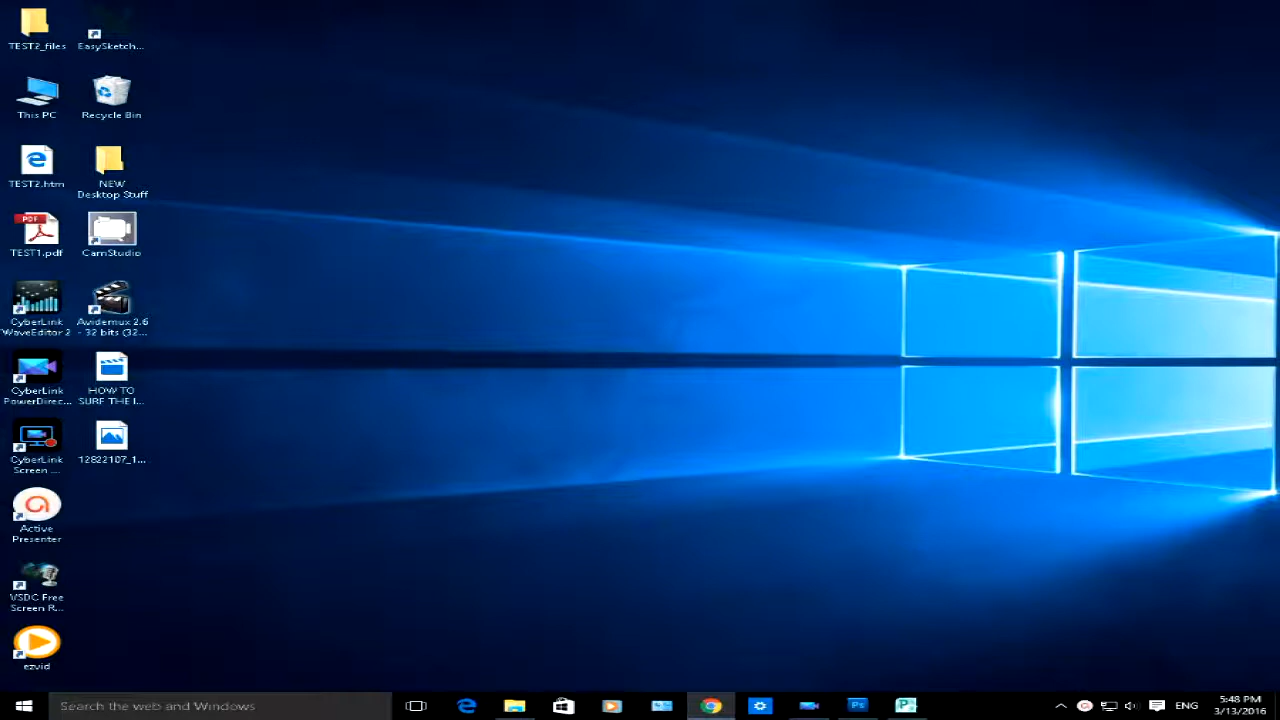 TEST2_files
EasySketch...
This PC
Recycle Bin
TEST2.htm
NEW
Desktop Stuff
PDF
TEST1.pdf
CamStudio
CyberLink
WaveEditor 2
Avidemux 2.6
- 32 bits (32...
CyberLink
PowerDirec...
HOW TO
SURF THE I...
CyberLink
Screen ...
12822107_1...
Active
Presenter
VSDC Free
Screen R...
ezvid
Search the web and Windows
Ps
ENG
5:48 PM
3/13/2016